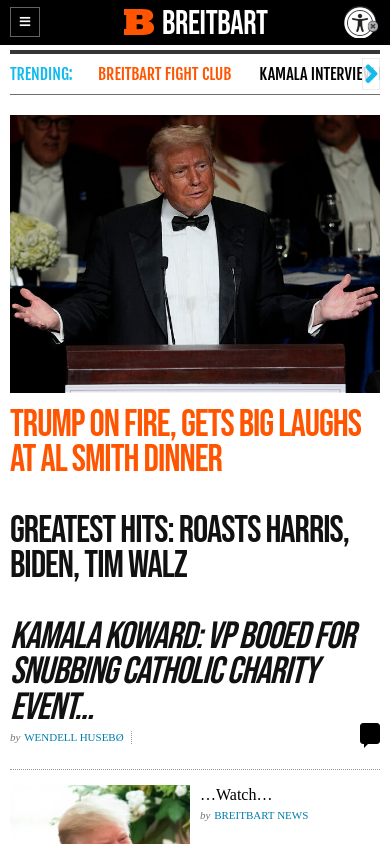 B BREITBART
TRENDING: BREITBART FIGHT CLUB KAMALA INTERVIE
TRUMP ON FIRE, GETS BIG LAUGHS
AT AL SMITH DINNER
GREATEST HITS: ROASTS HARRIS,
BIDEN, TIM WALZ
KAMALA KOWARD: VP BOOED FOR
SNUBBING CATHOLIC CHARITY
EVENT...
by WENDELL HUSEBØ
…Watch…
by BREITBART NEWS